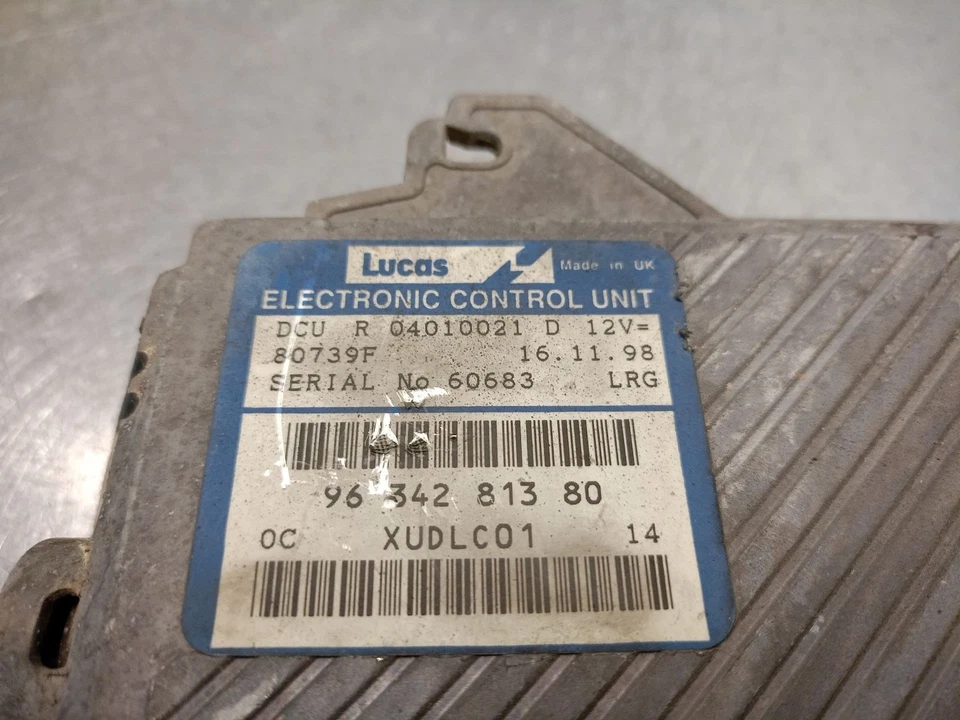 Lucas Made in UK
ELECTRONIC CONTROL UNIT
DCU R 04010021 D 12V=
80739F 16.11.98
SERIAL No 60683 LRG
96 342 813 80
0C XUDLC01 14